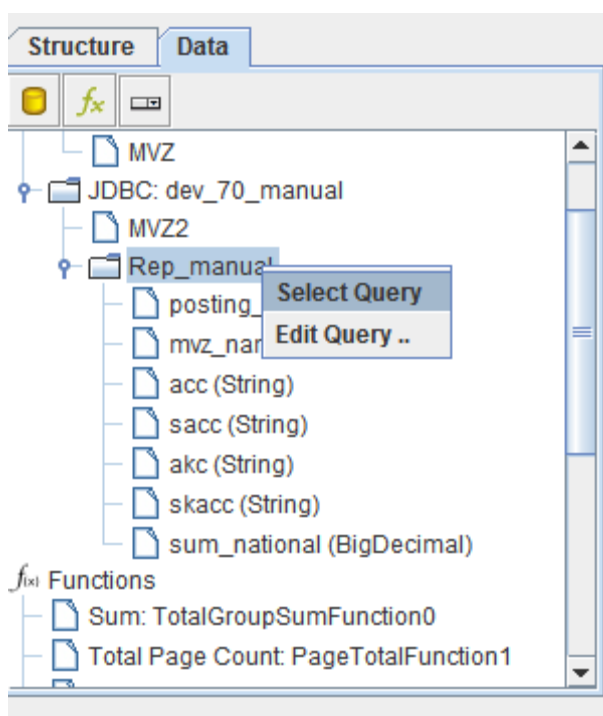 Structure Data
MVZ
JDBC: dev_70_manual
MVZ2
Rep_manual
Select Query
posting_
Edit Query ..
mvz_nar
acc (String)
sacc (String)
akc (String)
skacc (String)
sum_national (BigDecimal)
Functions
Sum: TotalGroupSumFunction0
Total Page Count: PageTotalFunction1